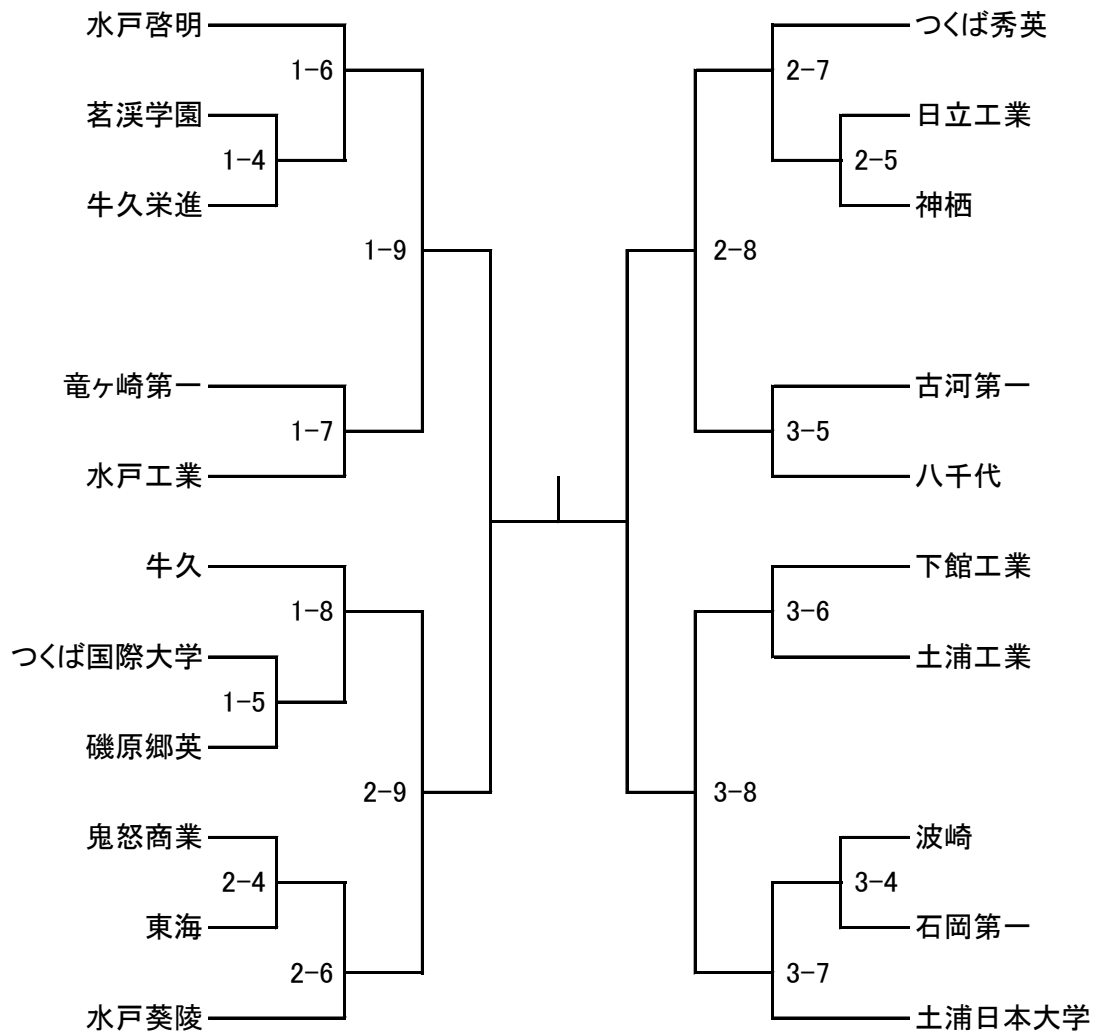 水戸啓明
1-6
茗渓学園
1-4
牛久栄進
1-9
竜ヶ崎第一
1-7
水戸工業
牛久
1-8
つくば国際大学
1-5
磯原郷英
2-9
鬼怒商業
2-4
東海
2-6
水戸葵陵
つくば秀英
2-7
日立工業
2-5
神栖
2-8
古河第一
3-5
八千代
下館工業
3-6
土浦工業
3-8
波崎
3-4
石岡第一
3-7
土浦日本大学